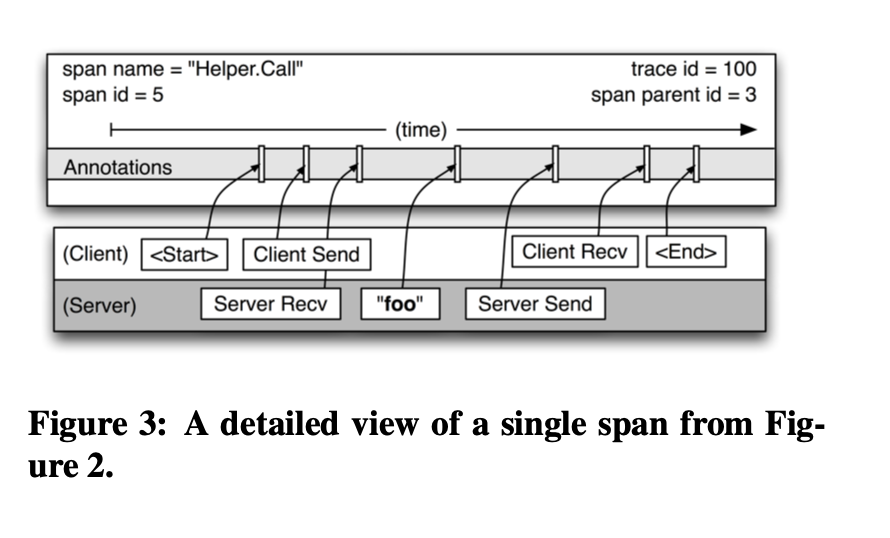 span name = "Helper.Call"
trace id = 100
span id = 5
span parent id = 3
(time)
Annotations
(Client) <Start> Client Send Client Recv <End>
(Server) Server Recv "foo" Server Send
Figure 3: A detailed view of a single span from Fig-
ure 2.